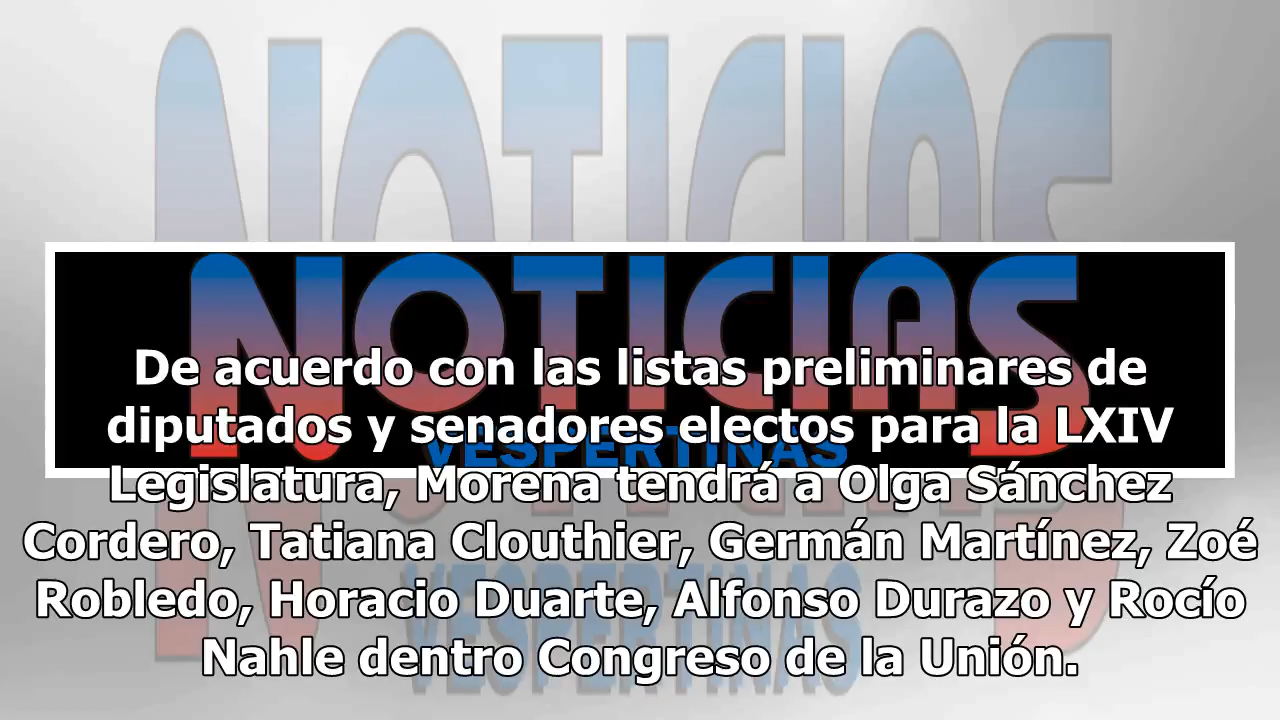 NOTICIAS
VESPERTINAS
NOTICIAS
VESPERTINAS
De acuerdo con las listas preliminares de
diputados y senadores electos para la LXIV
Legislatura, Morena tendrá a Olga Sánchez
Cordero, Tatiana Clouthier, Germán Martínez, Zoé
Robledo, Horacio Duarte, Alfonso Durazo y Rocío
Nahle dentro Congreso de la Unión.